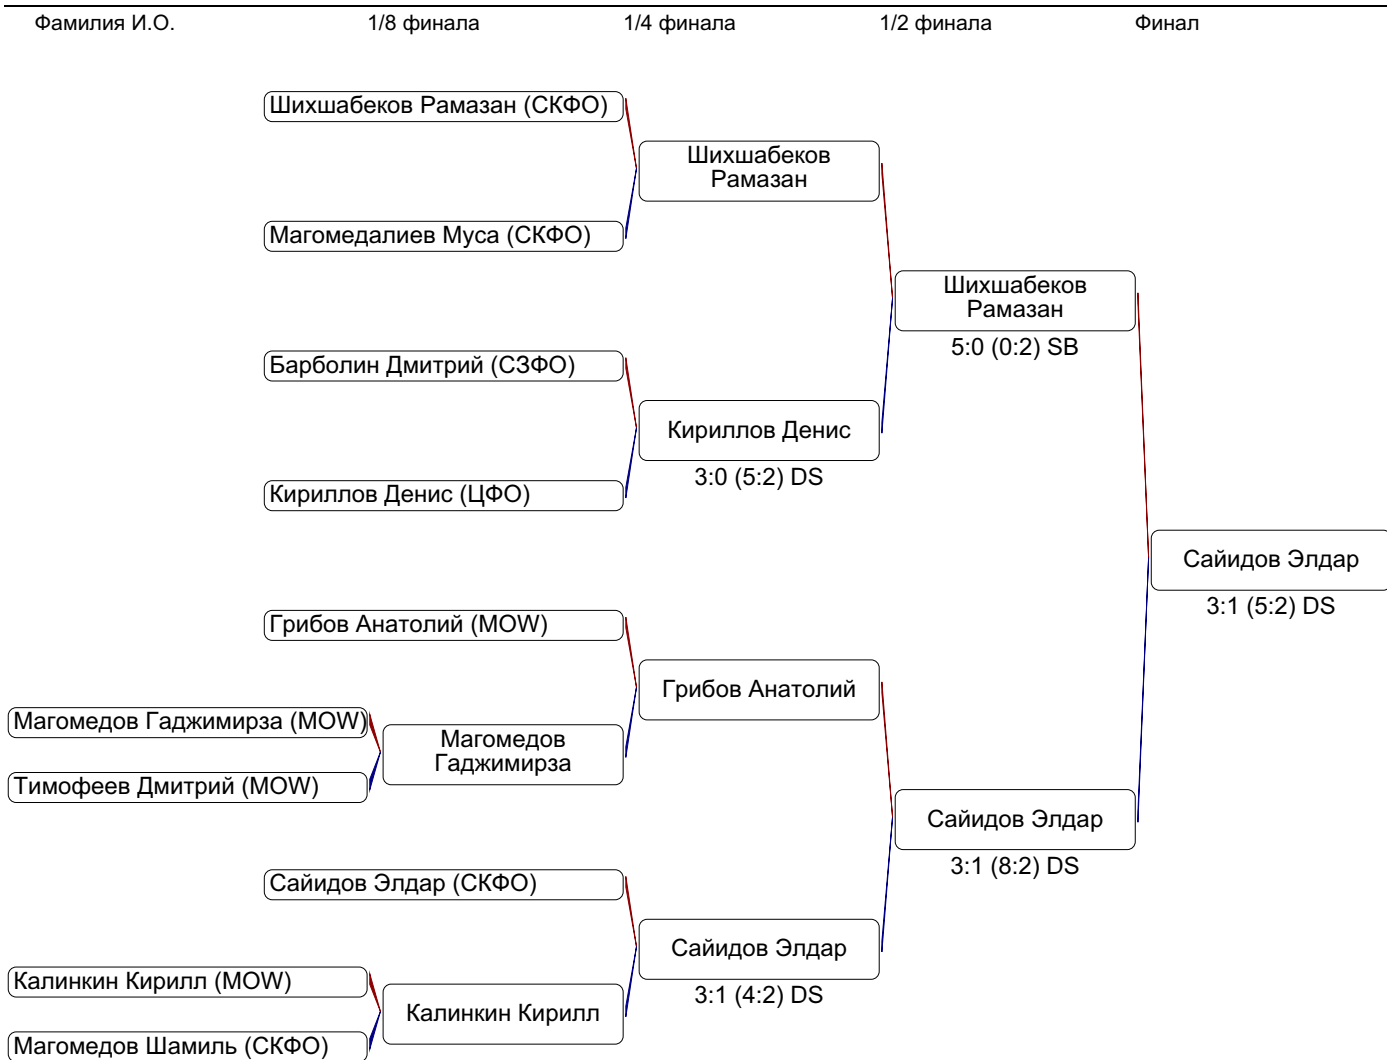 Фамилия И.О.
1/8 финала
1/4 финала
1/2 финала
Финал
Шихшабеков Рамазан (СКФО)
Шихшабеков
Рамазан
Магомедалиев Муса (СКФО)
Шихшабеков
Рамазан
5:0 (0:2) SB
Барболин Дмитрий (СЗФО)
Кириллов Денис
3:0 (5:2) DS
Кириллов Денис (ЦФО)
Сайидов Элдар
3:1 (5:2) DS
Грибов Анатолий (MOW)
Грибов Анатолий
Магомедов Гаджимирза (MOW)
Магомедов
Гаджимирза
Тимофеев Дмитрий (MOW)
Сайидов Элдар
3:1 (8:2) DS
Сайидов Элдар (СКФО)
Сайидов Элдар
3:1 (4:2) DS
Калинкин Кирилл (MOW)
Калинкин Кирилл
Магомедов Шамиль (СКФО)